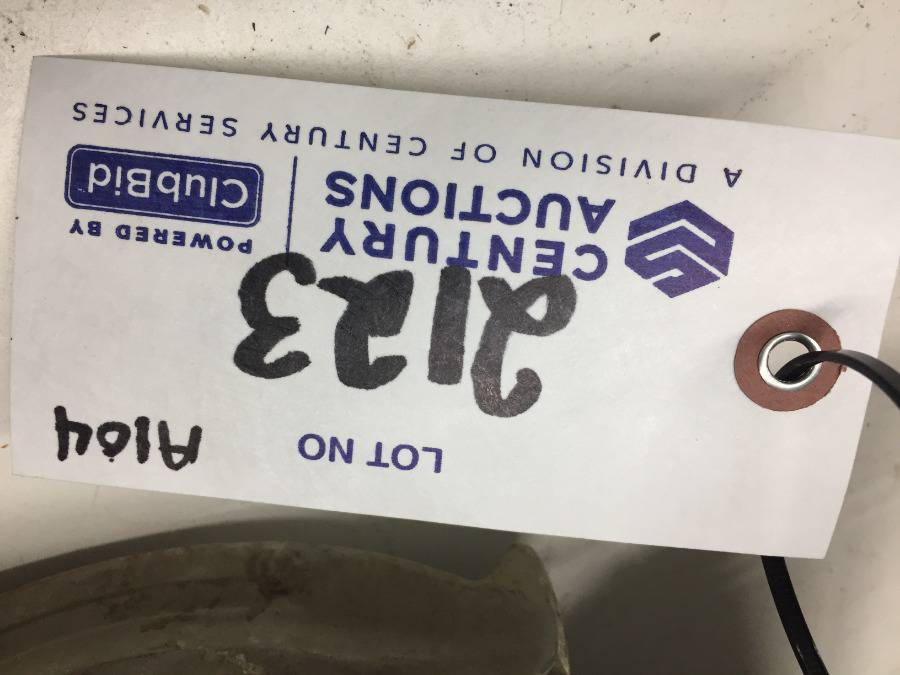 A104
LOT NO
2123
CENTURY
AUCTIONS
POWERED BY
ClubBid
A DIVISION OF CENTURY SERVICES